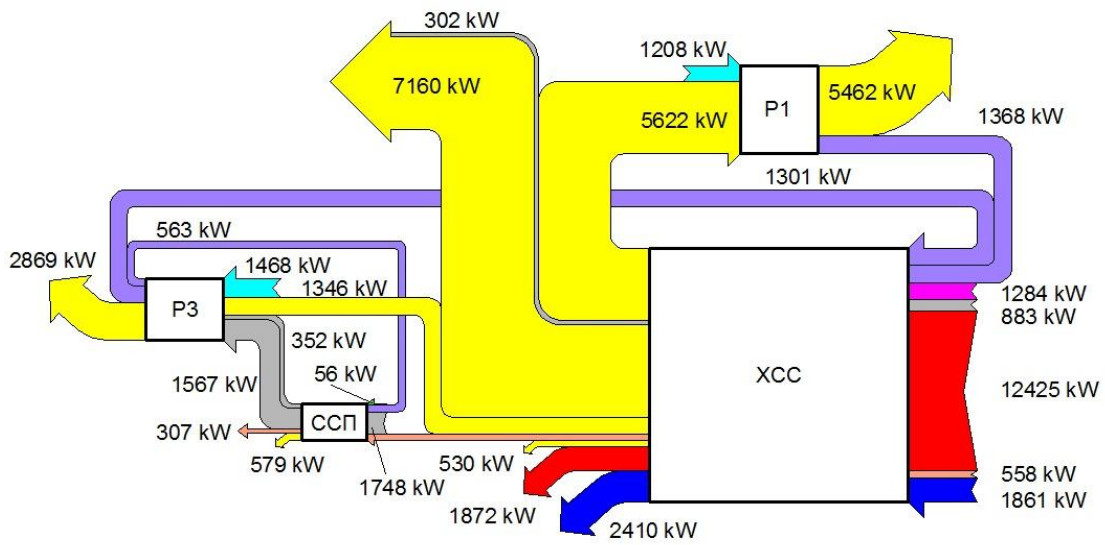 302 kW
1208 kW
7160 kW
P1
5462 kW
5622 kW
1368 kW
1301 kW
563 kW
2869 kW
1468 kW
1346 kW
P3
1284 kW
883 kW
352 kW
XCC
1567 kW
56 kW
12425 kW
ССП
307 kW
579 kW
530 kW
1748 kW
558 kW
1861 kW
1872 kW
2410 kW